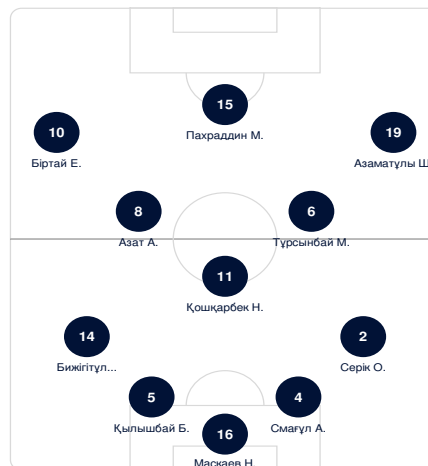 15
Пахраддин М.
10
Біртай Е.
19
Азаматұлы Ш
8
Азат А.
6
Тұрсынбай М.
11
Қошқарбек Н.
14
Бижігітұл...
2
Серік О.
5
Қылышбай Б.
4
Смағұл А.
16
Маскаев Н.